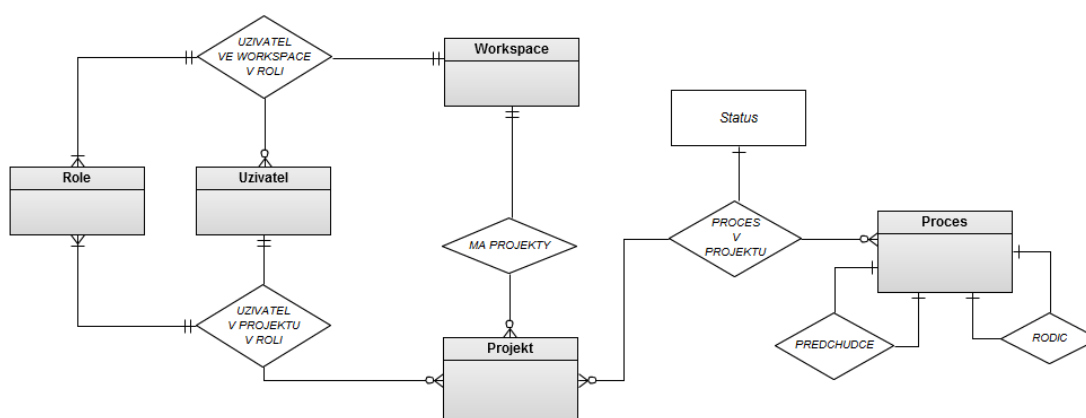 UZIVATEL
VE WORKSPACE
V ROLI
Workspace
Status
Role
Uzivatel
PROCES
V
PROJEKTU
Proces
MA PROJEKTY
UZIVATEL
V PROJEKTU
V ROLI
PREDCHUDCE
RODIC
Projekt